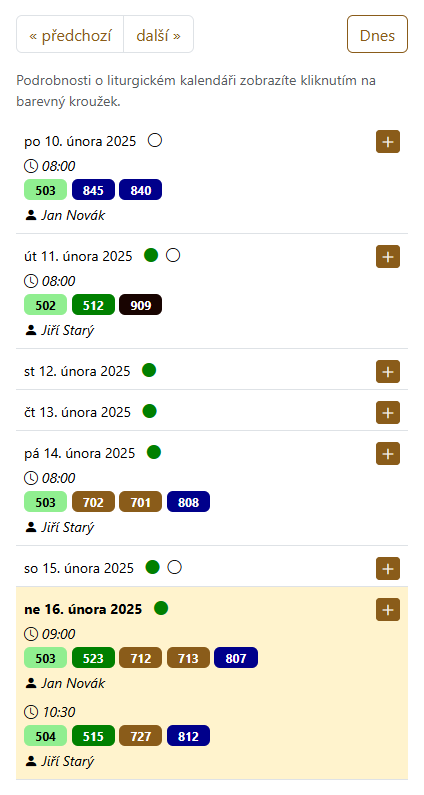 « předchozí další » Dnes
Podrobnosti o liturgickém kalendáři zobrazíte kliknutím na
barevný kroužek.
po 10. února 2025
08:00
503 845 840
Jan Novák
út 11. února 2025
08:00
502 512 909
Jiří Starý
st 12. února 2025
čt 13. února 2025
pá 14. února 2025
08:00
503 702 701 808
Jiří Starý
so 15. února 2025
ne 16. února 2025
09:00
503 523 712 713 807
Jan Novák
10:30
504 515 727 812
Jiří Starý